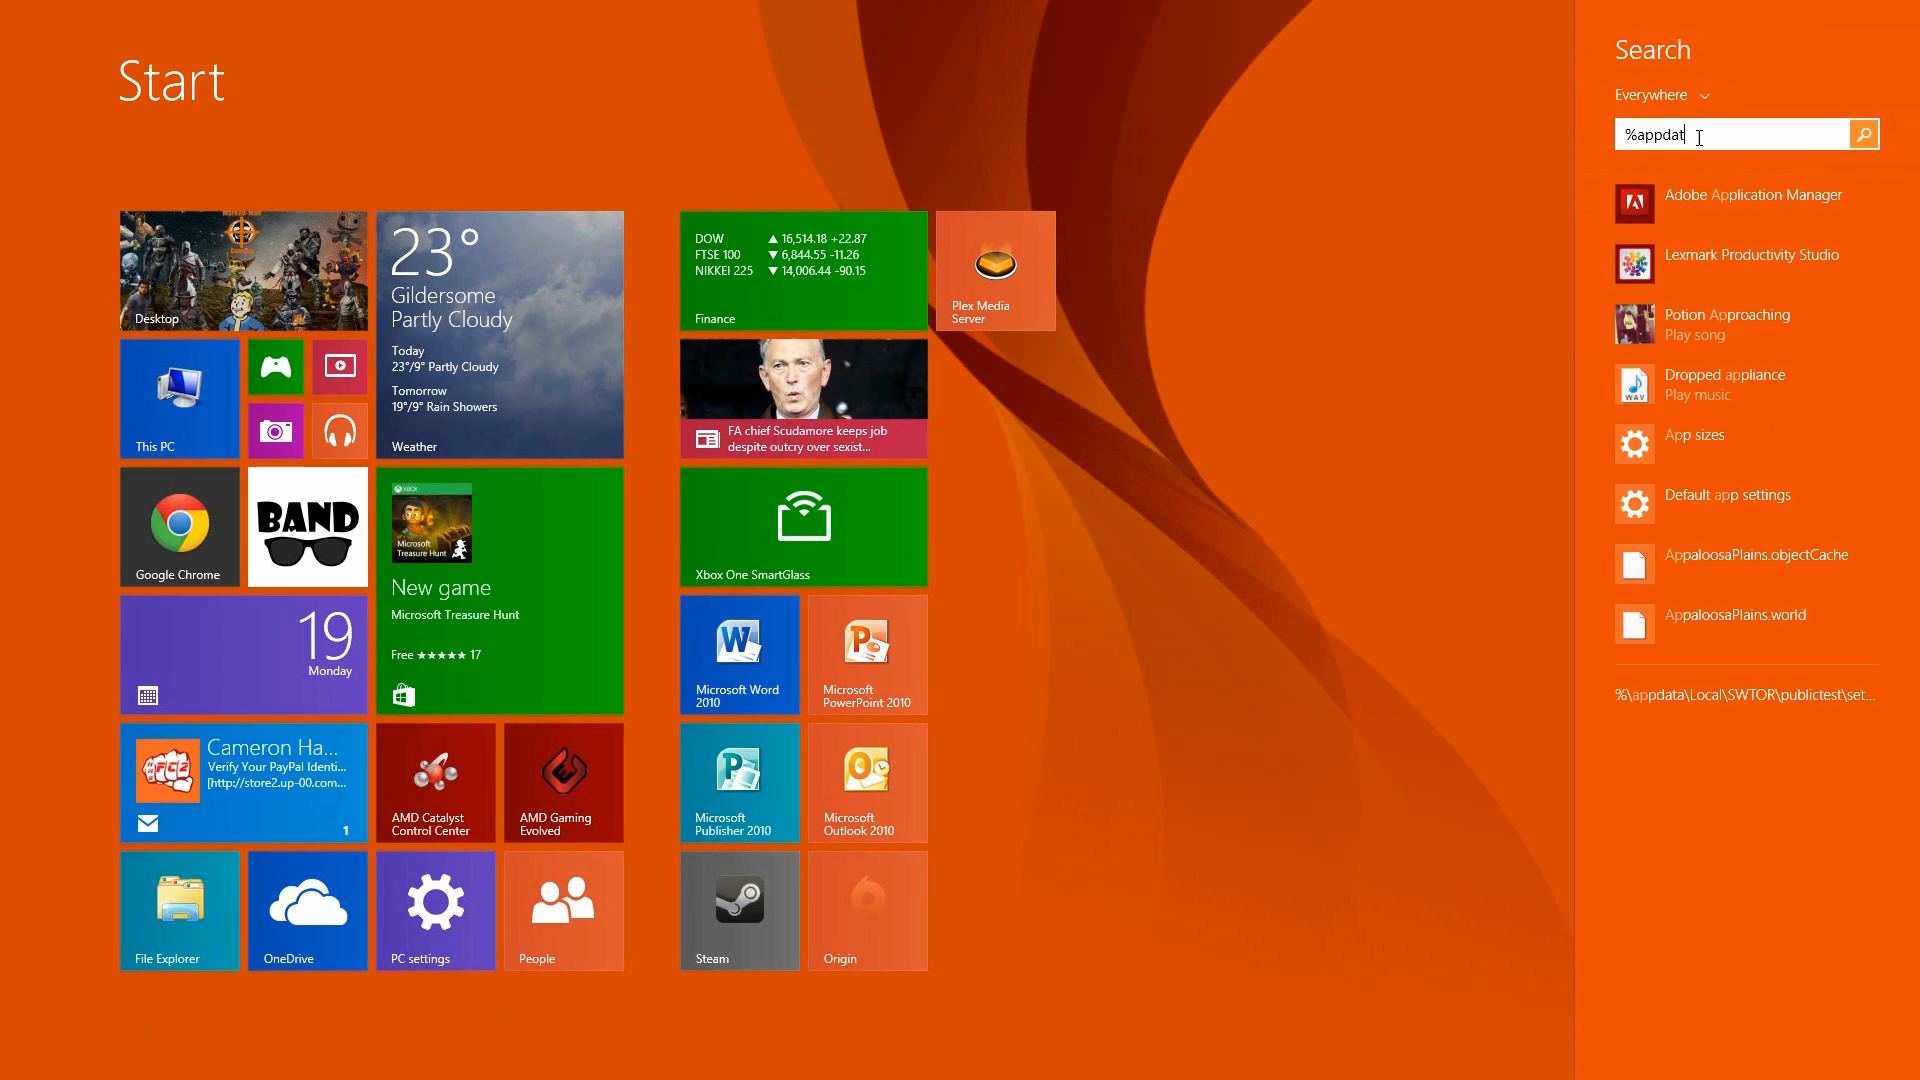 Start
Search
Everywhere
%appdat
Adobe Application Manager
Lexmark Productivity Studio
Potion Approaching
Play song
Dropped appliance
Play music
WAV
App sizes
Default app settings
AppaloosaPlains.objectCache
AppaloosaPlains.world
%\appdata\Local\SWTOR\publictest\set...
Desktop
23°
Gildersome
Partly Cloudy
Today
23°/9° Partly Cloudy
Tomorrow
19°/9° Rain Showers
Weather
This PC
Google Chrome
BAND
XBOX
Microsoft
Treasure Hunt
New game
Microsoft Treasure Hunt
Free ★★★★★ 17
19
Monday
Cameron Ha...
Verify Your PayPal Identi...
[http://store2.up-00.com...
1
AMD Catalyst
Control Center
AMD Gaming
Evolved
File Explorer
OneDrive
PC settings
People
DOW ▲ 16,514.18 +22.87
FTSE 100 ▼ 6,844.55 -11.26
NIKKEI 225 ▼ 14,006.44 -90.15
Finance
Plex Media
Server
FA chief Scudamore keeps job
despite outcry over sexist...
Xbox One SmartGlass
Microsoft Word
2010
Microsoft
PowerPoint 2010
Microsoft
Publisher 2010
Microsoft
Outlook 2010
Steam
Origin